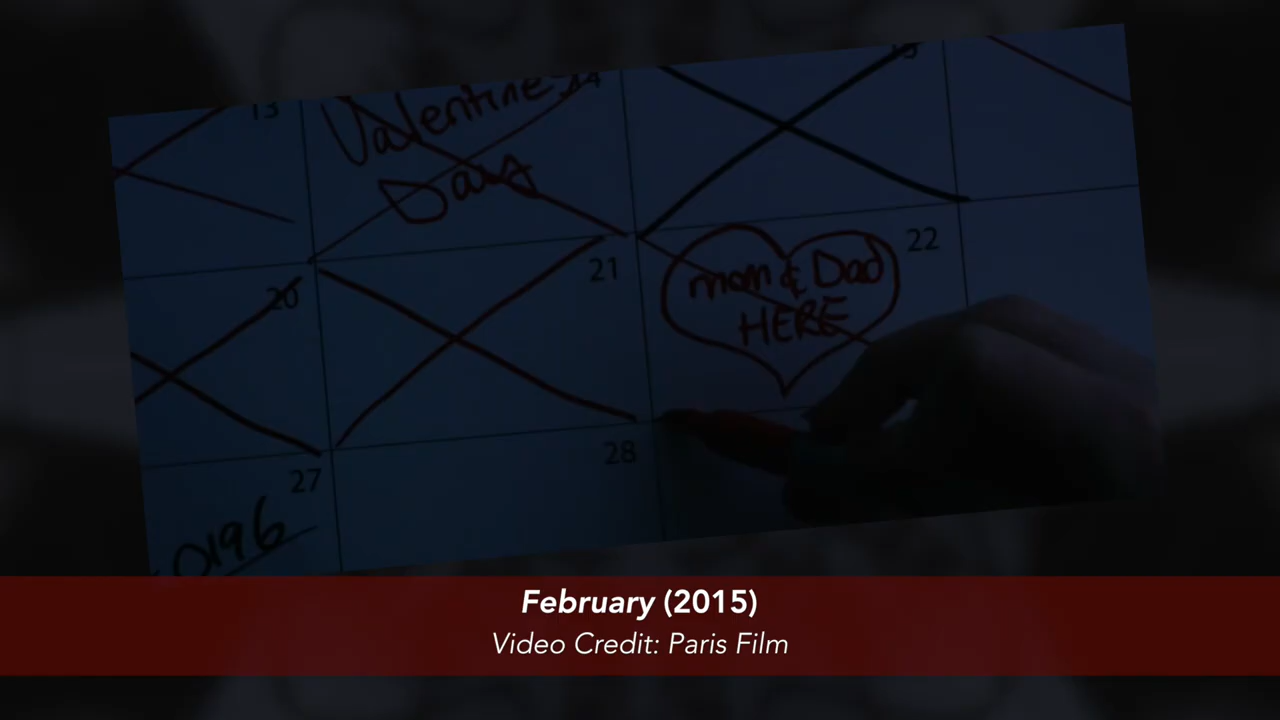 13
14
15
Valentine's
Day
20
21
22
mom & Dad
HERE
27
28
0196
February (2015)
Video Credit: Paris Film